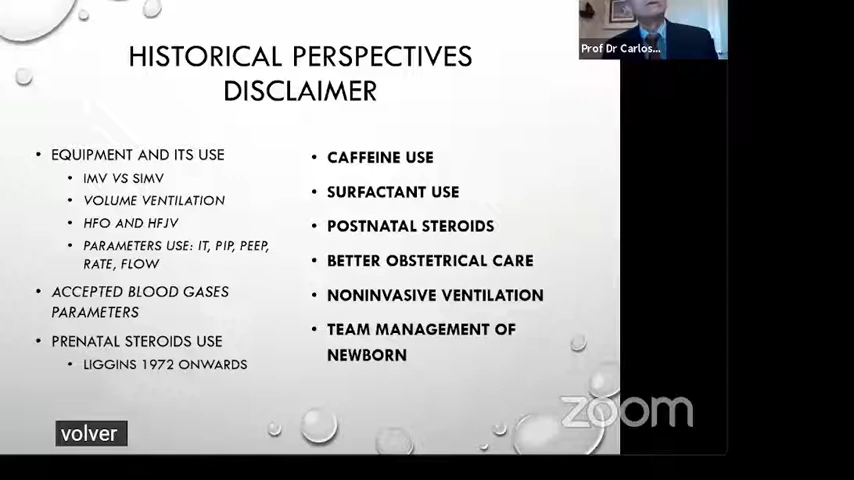 HISTORICAL PERSPECTIVES
DISCLAIMER
Prof Dr Carlos...
• EQUIPMENT AND ITS USE
• IMV VS SIMV
• VOLUME VENTILATION
• HFO AND HFJV
• PARAMETERS USE: IT, PIP, PEEP,
RATE, FLOW
• ACCEPTED BLOOD GASES
PARAMETERS
• PRENATAL STEROIDS USE
• LIGGINS 1972 ONWARDS
• CAFFEINE USE
• SURFACTANT USE
• POSTNATAL STEROIDS
• BETTER OBSTETRICAL CARE
• NONINVASIVE VENTILATION
• TEAM MANAGEMENT OF
NEWBORN
zoom
volver